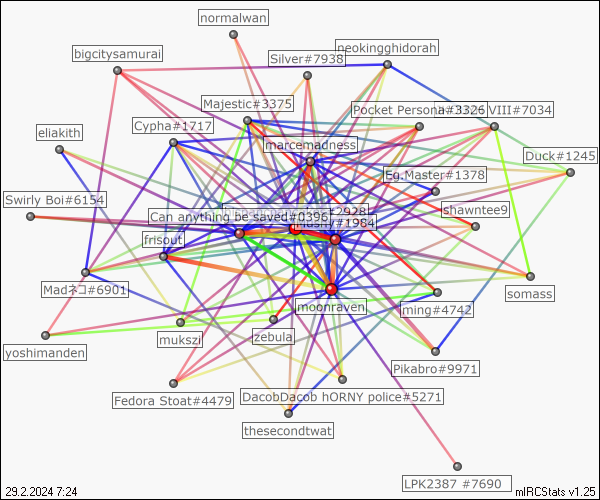 normalwan
bigcitysamurai
neokingghidorah
Silver#7938
Majestic#3375
Pocket Persona#3326
VIII#7034
Cypha#1717
eliakith
marcemadness
Duck#1245
Eg.Master#1378
Swirly Boi#6154
shawntee9
#2928
Can anything be saved#0396
#1984
frisout
Madネコ#6901
somass
moonraven
ming#4742
mukszi
zebula
yoshimanden
Pikabro#9971
DacobDacob hORNY police#5271
Fedora Stoat#4479
thesecondtwat
LPK2387 #7690
29.2.2024 7:24
mIRCStats v1.25